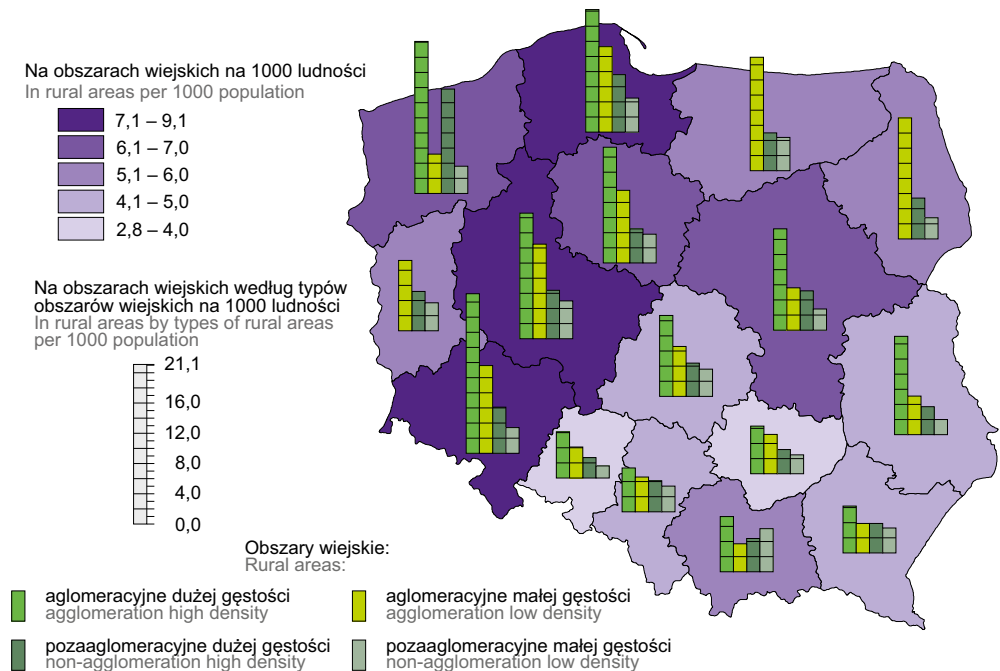 Na obszarach wiejskich na 1000 ludności
In rural areas per 1000 population
7,1 – 9,1
6,1 – 7,0
5,1 – 6,0
4,1 – 5,0
2,8 – 4,0
Na obszarach wiejskich według typów
obszarów wiejskich na 1000 ludności
In rural areas by types of rural areas
per 1000 population
21,1
16,0
12,0
8,0
4,0
0,0
Obszary wiejskie:
Rural areas:
aglomeracyjne dużej gęstości
agglomeration high density
aglomeracyjne małej gęstości
agglomeration low density
pozaaglomeracyjne dużej gęstości
non-agglomeration high density
pozaaglomeracyjne małej gęstości
non-agglomeration low density